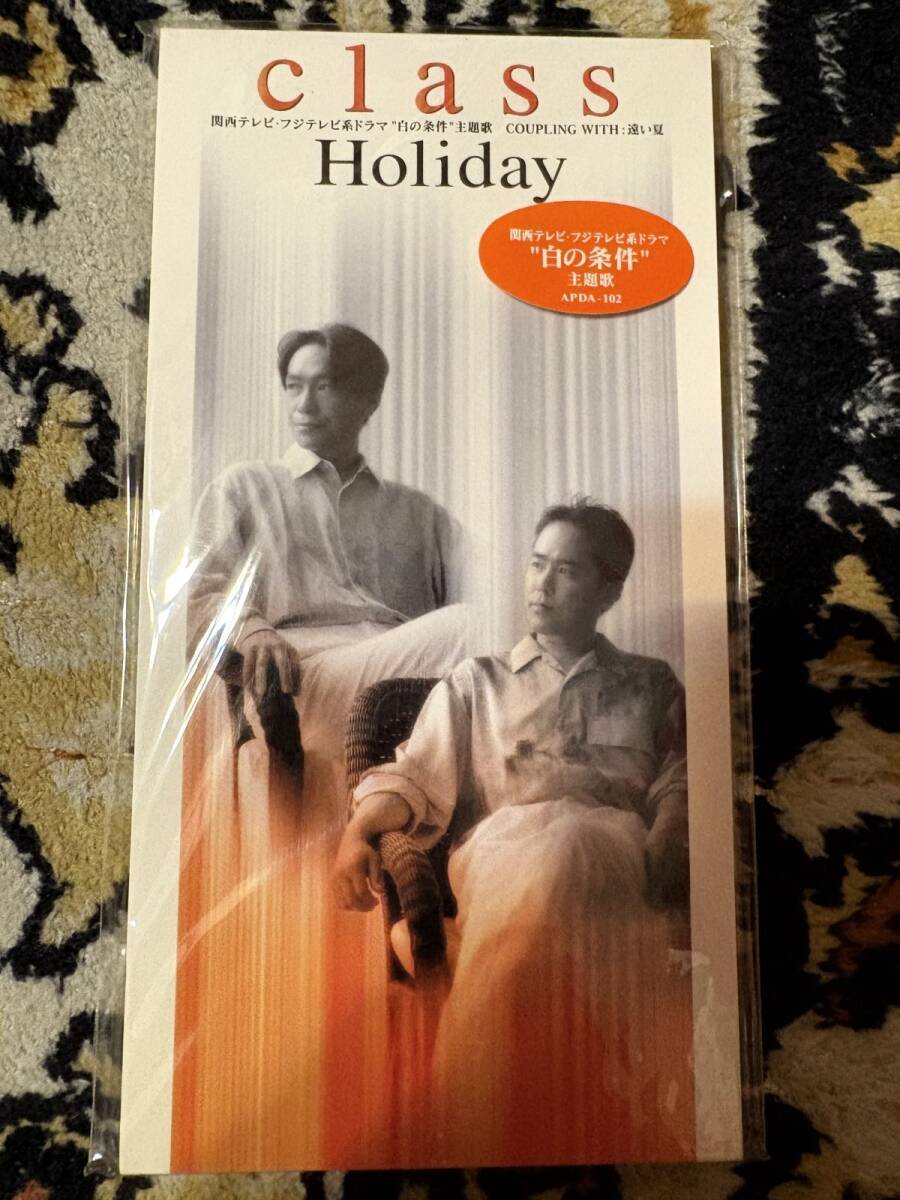 class
関西テレビ・フジテレビ系ドラマ "白の条件"主題歌 COUPLING WITH : 遠い夏
Holiday
関西テレビ・フジテレビ系ドラマ
"白の条件"
主題歌
APDA-102